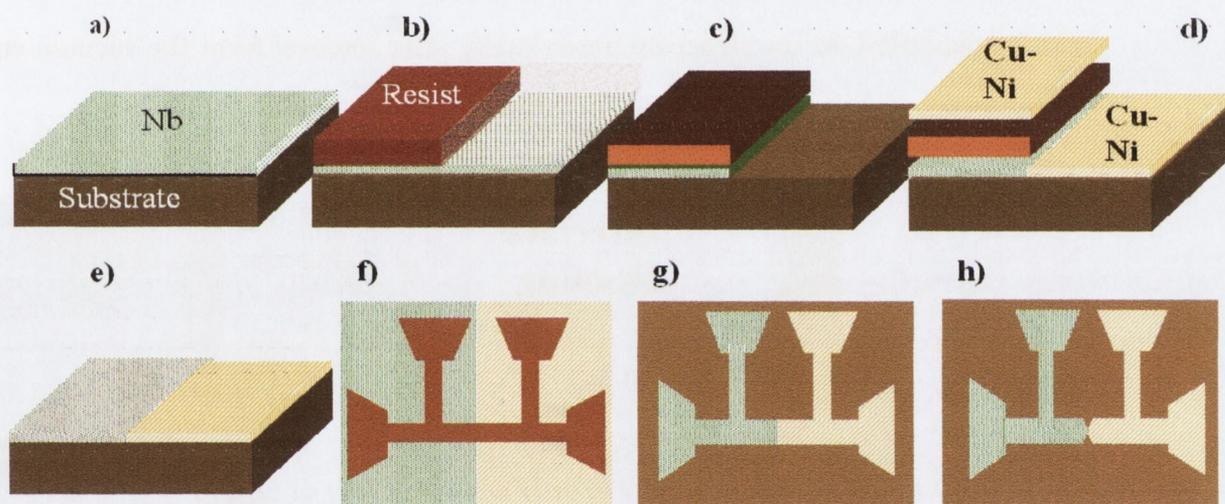 a)
b)
c)
d)
Nb
Substrate
Resist
Cu-
Ni
Cu-
Ni
e)
f)
g)
h)